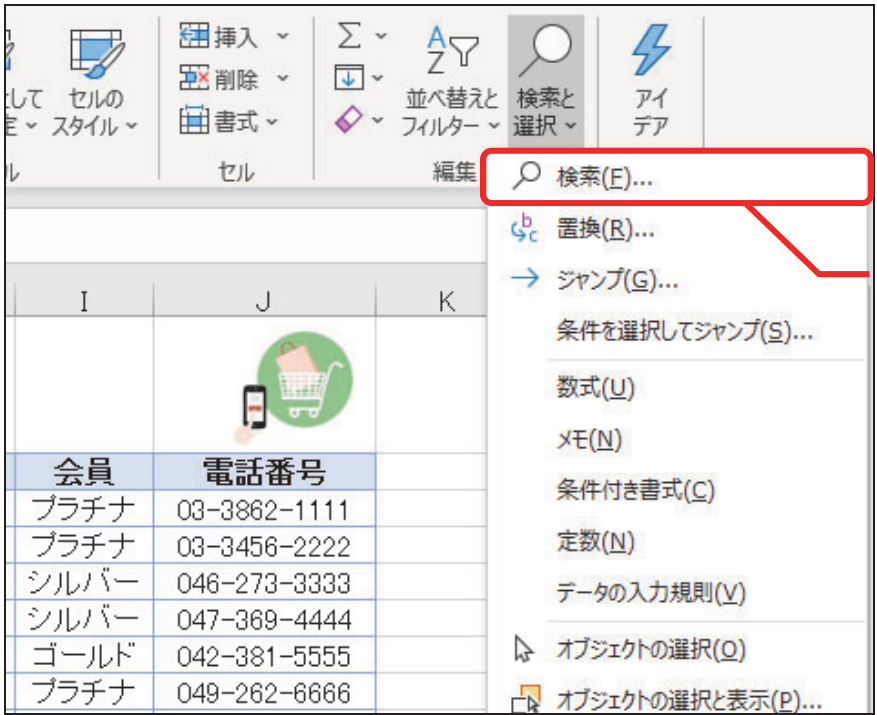 挿入
削除
書式
セル
して
セルの
スタイル
並べ替えと
フィルター
編集
検索と
選択
アイ
デア
検索(F)...
置換(R)...
ジャンプ(G)...
条件を選択してジャンプ(S)...
数式(U)
メモ(N)
条件付き書式(C)
定数(N)
データの入力規則(V)
オブジェクトの選択(O)
オブジェクトの選択と表示(P)...
I J K
会員 電話番号
プラチナ 03-3862-1111
プラチナ 03-3456-2222
シルバー 046-273-3333
シルバー 047-369-4444
ゴールド 042-381-5555
プラチナ 049-262-6666